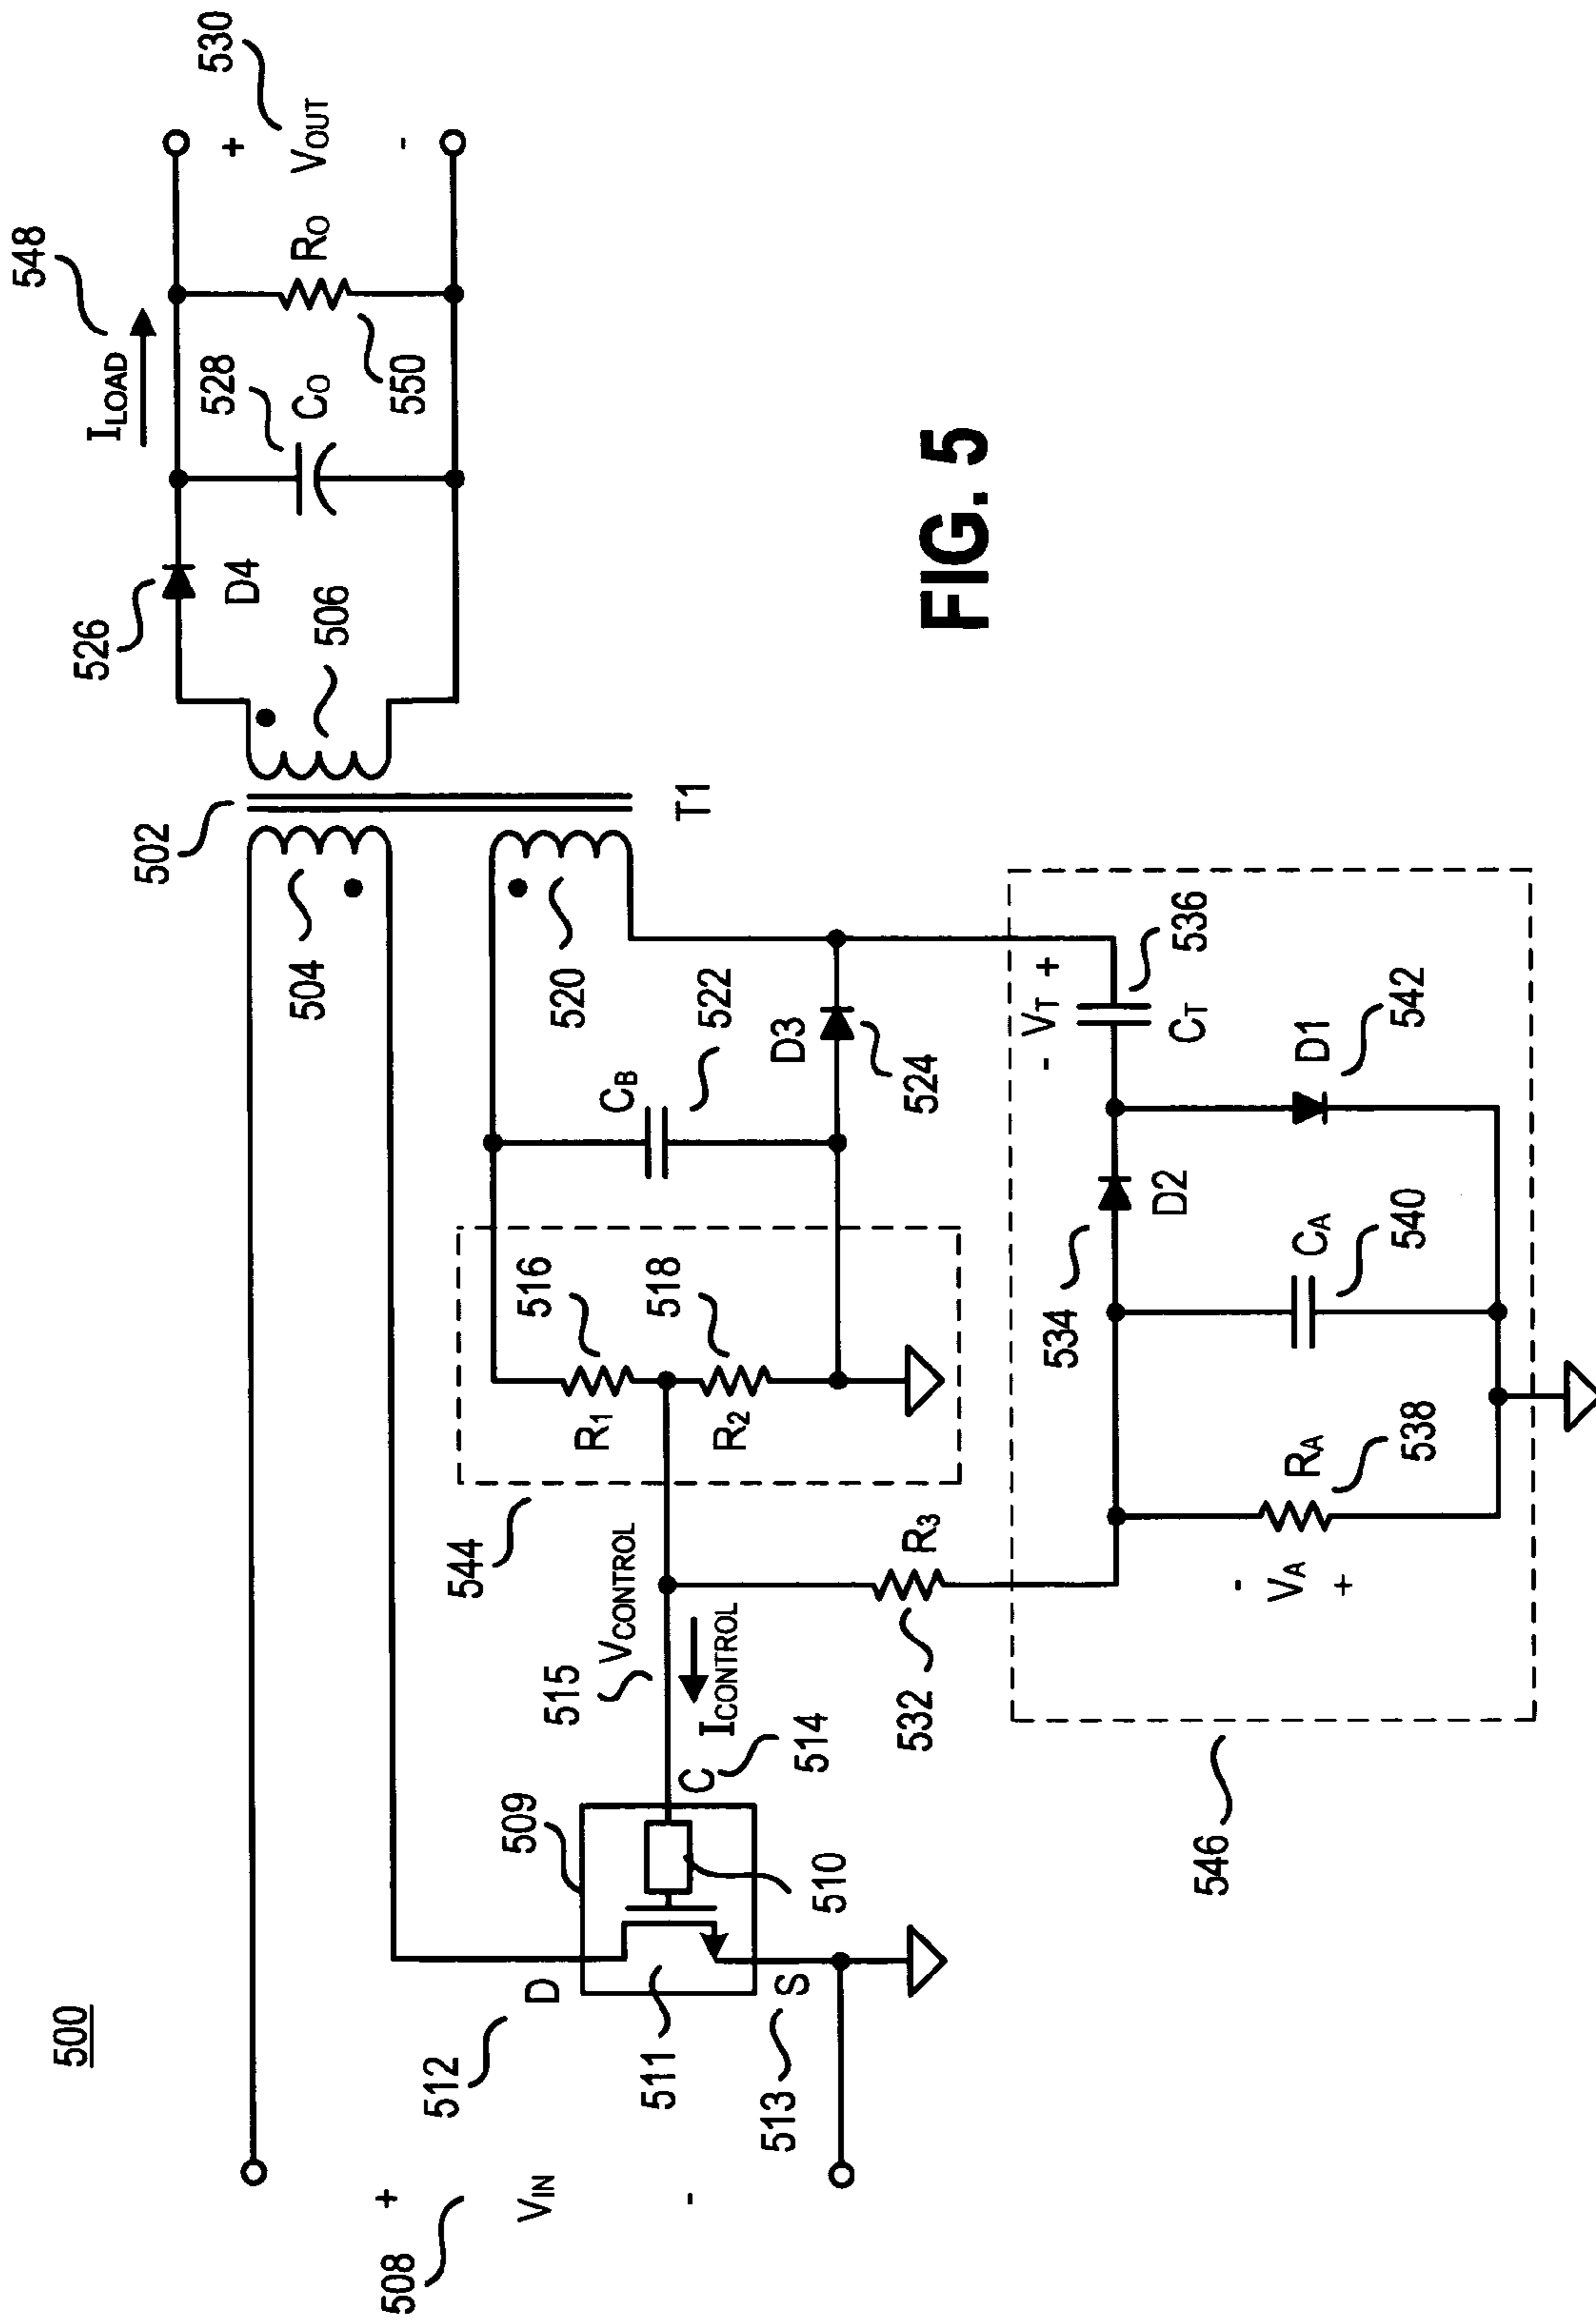 500
508
+
VIN
-
512
D
511
513
S
509
510
C
514
515
VCONTROL
ICONTROL
544
R1
516
R2
518
532
R3
546
-
VA
+
RA
538
534
D2
CA
540
D1
542
- VT +
CT
536
CB
522
D3
524
520
504
502
T1
506
526
D4
528
CO
ILOAD
548
RO
550
+
VOUT
-
530
FIG. 5